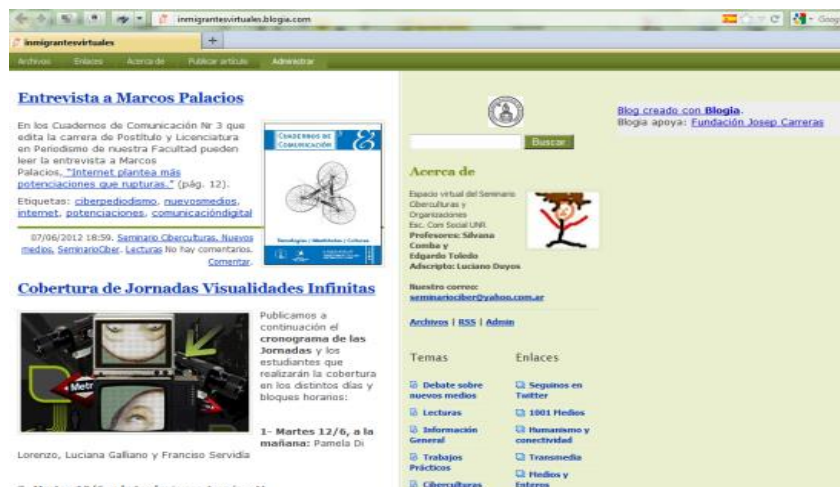 inmigrantesvirtuales.blogia.com
inmigrantesvirtuales
Archivos Enlaces Acerca de Publicar artículo Administrar
Entrevista a Marcos Palacios
En los Cuadernos de Comunicación Nr 3 que
edita la carrera de Postítulo y Licenciatura
en Periodismo de nuestra Facultad pueden
leer la entrevista a Marcos
Palacios, "Internet plantea más
potenciaciones que rupturas." (pág. 12).
Etiquetas: ciberpediodismo, nuevosmedios,
internet, potenciaciones, comunicacióndigital
CUADERNOS DE
COMUNICACIÓN
Tecnologías / Identidades / Culturas
07/06/2012 18:59. Seminario Ciberculturas, Nuevos
medios, SeminarioCiber. Lecturas No hay comentarios.
Comentar.
Cobertura de Jornadas Visualidades Infinitas
Metr
Publicamos a
continuación el
cronograma de las
Jornadas y los
estudiantes que
realizarán la cobertura
en los distintos días y
bloques horarios:
1- Martes 12/6, a la
mañana: Pamela Di
Lorenzo, Luciana Galliano y Franciso Servidía
Buscar
Acerca de
Espacio virtual del Seminario
Ciberculturas y
Organizaciones
Esc. Com Social UNR.
Profesores: Silvana
Comba y
Edgardo Toledo
Adscripto: Luciano Duyos
Nuestro correo:
seminariociber@yahoo.com.ar
Archivos | RSS | Admin
Temas
Debate sobre
nuevos medios
Lecturas
Información
General
Trabajos
Prácticos
Ciberculturas
Enlaces
Seguinos en
Twitter
1001 Medios
Humanismo y
conectividad
Transmedia
Medios y
Enteros
Blog creado con Blogia.
Blogia apoya: Fundación Josep Carreras